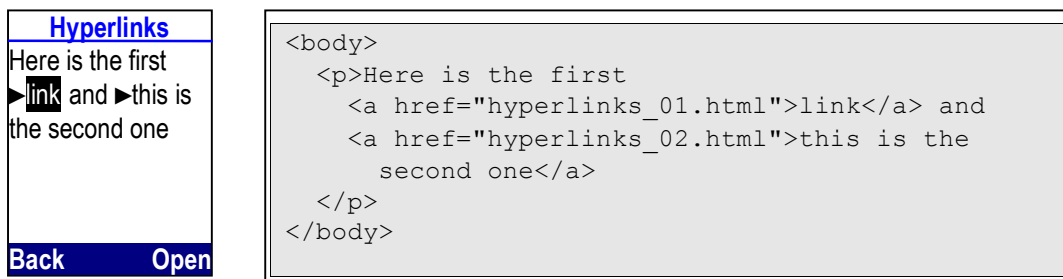 Hyperlinks
Here is the first
►link and ►this is
the second one
Back Open
<body>
<p>Here is the first
<a href="hyperlinks_01.html">link</a> and
<a href="hyperlinks_02.html">this is the
second one</a>
</p>
</body>